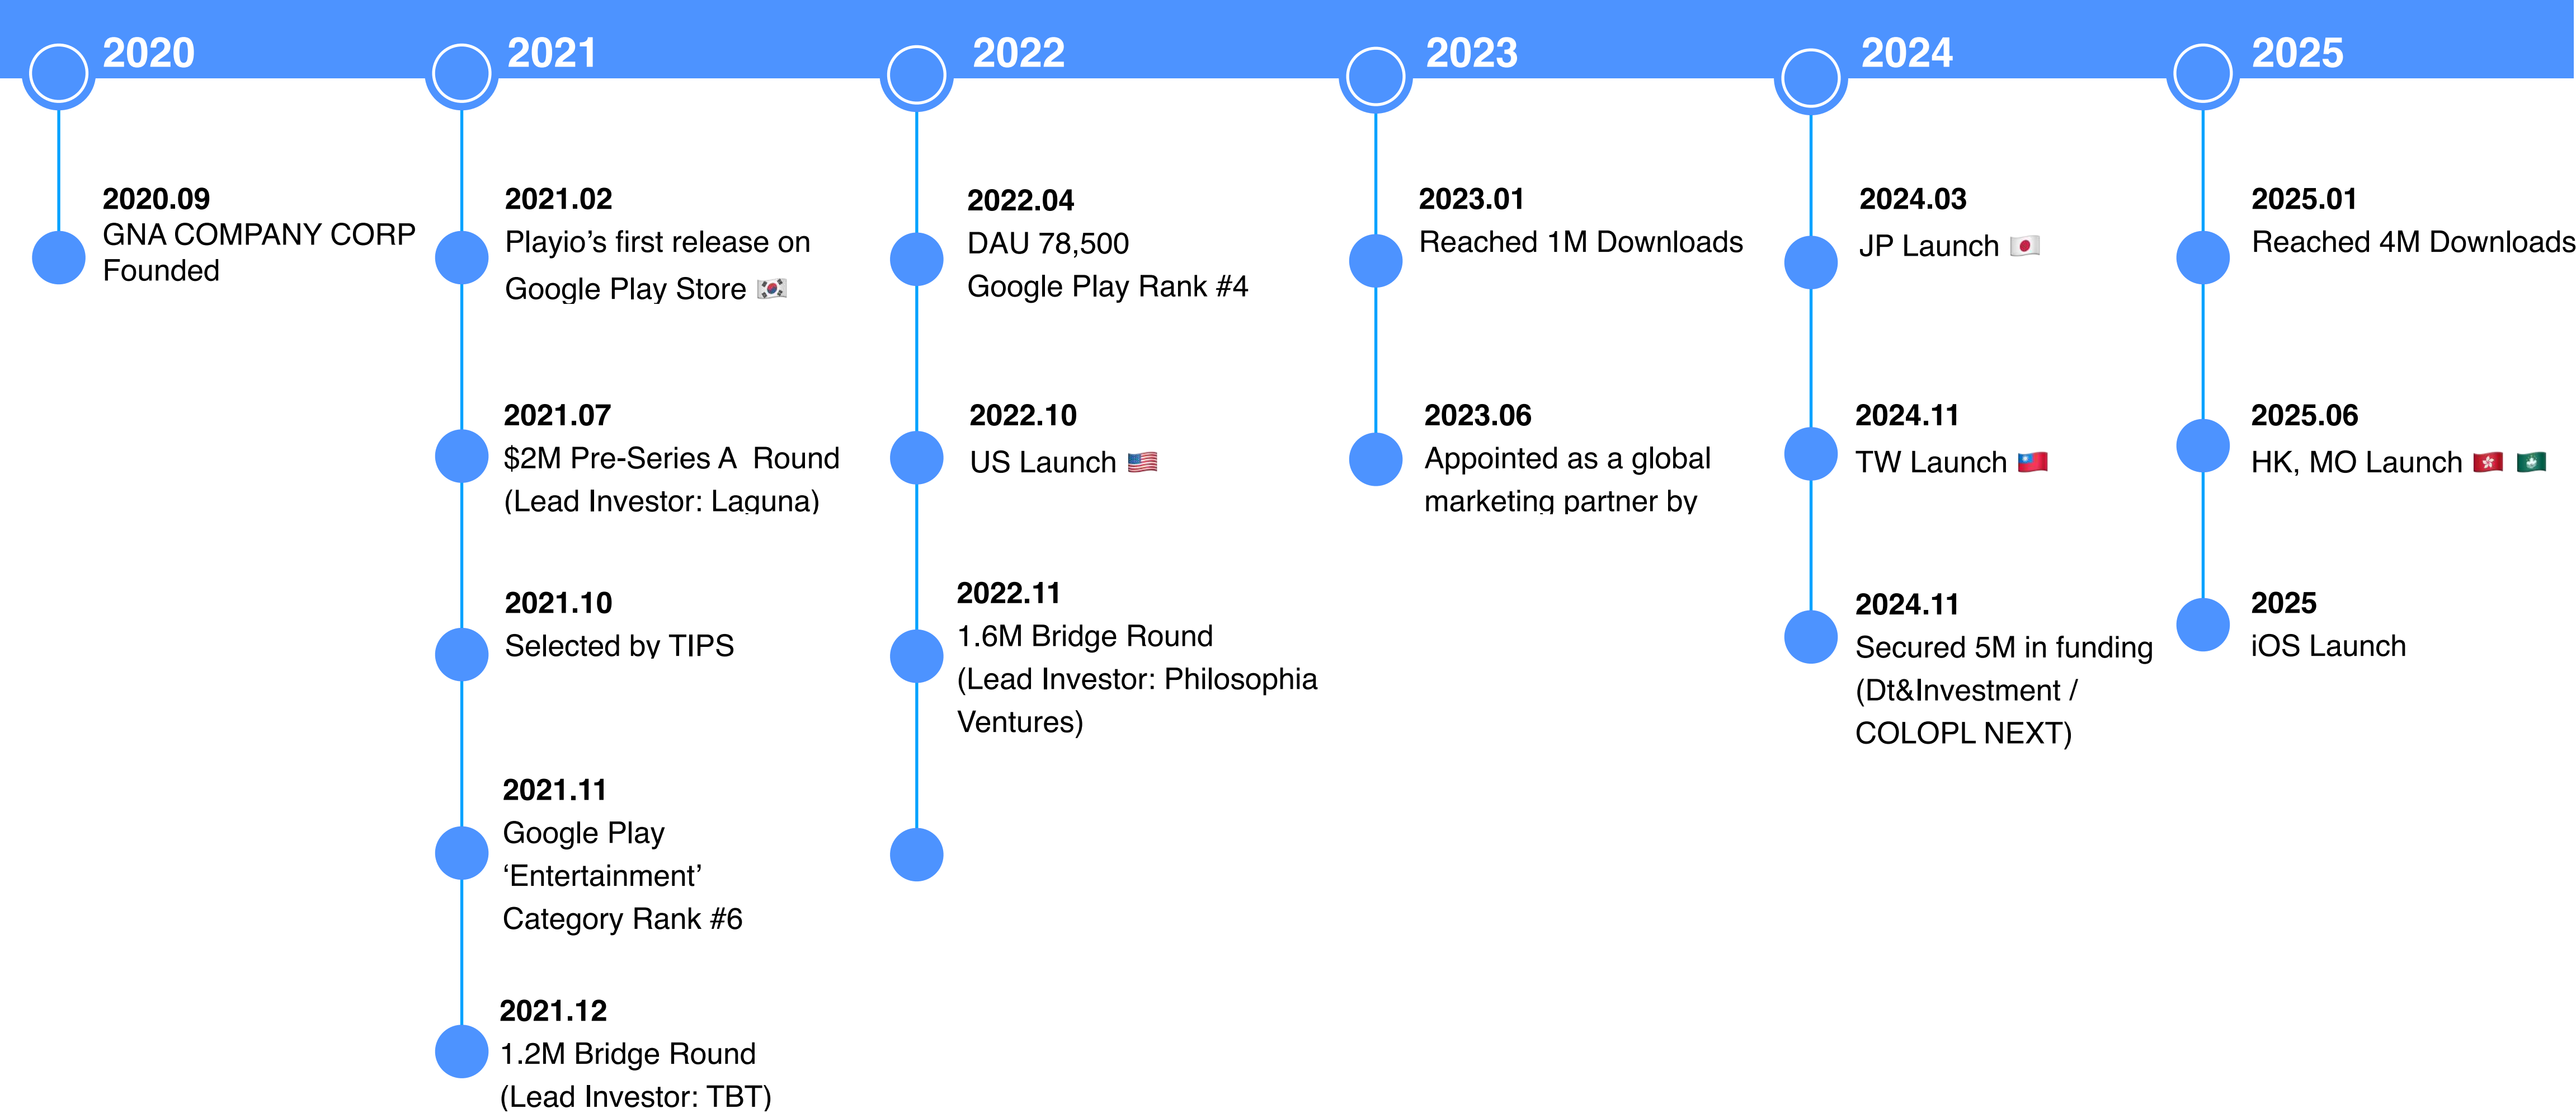 2020
2021
2022
2023
2024
2025
2020.09
GNA COMPANY CORP
Founded
2021.02
Playio’s first release on
Google Play Store 🇰🇷
2021.07
$2M Pre-Series A  Round
(Lead Investor: Laguna)
2021.10
Selected by TIPS
2021.11
Google Play
‘Entertainment’
Category Rank #6
2021.12
1.2M Bridge Round
(Lead Investor: TBT)
2022.04
DAU 78,500
Google Play Rank #4
2022.10
US Launch 🇺🇸
2022.11
1.6M Bridge Round
(Lead Investor: Philosophia
Ventures)
2023.01
Reached 1M Downloads
2023.06
Appointed as a global
marketing partner by
2024.03
JP Launch 🇯🇵
2024.11
TW Launch 🇹🇼
2024.11
Secured 5M in funding
(Dt&Investment /
COLOPL NEXT)
2025.01
Reached 4M Downloads
2025.06
HK, MO Launch 🇭🇰 🇲🇴
2025
iOS Launch